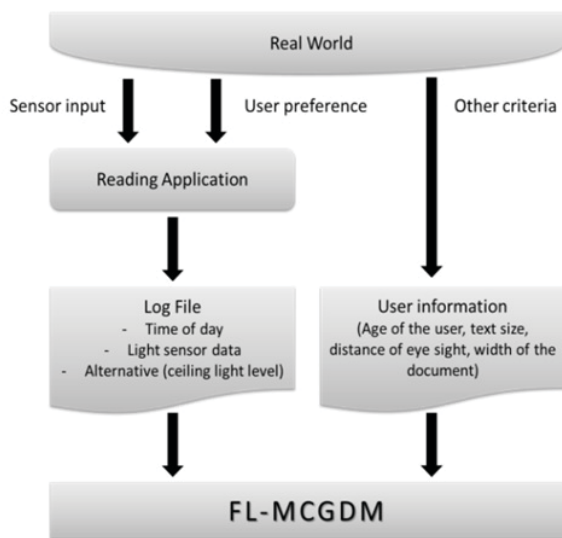 Real World
Sensor input
User preference
Other criteria
Reading Application
Log File
- Time of day
- Light sensor data
- Alternative (ceiling light level)
User information
(Age of the user, text size,
distance of eye sight, width of the
document)
FL-MCGDM